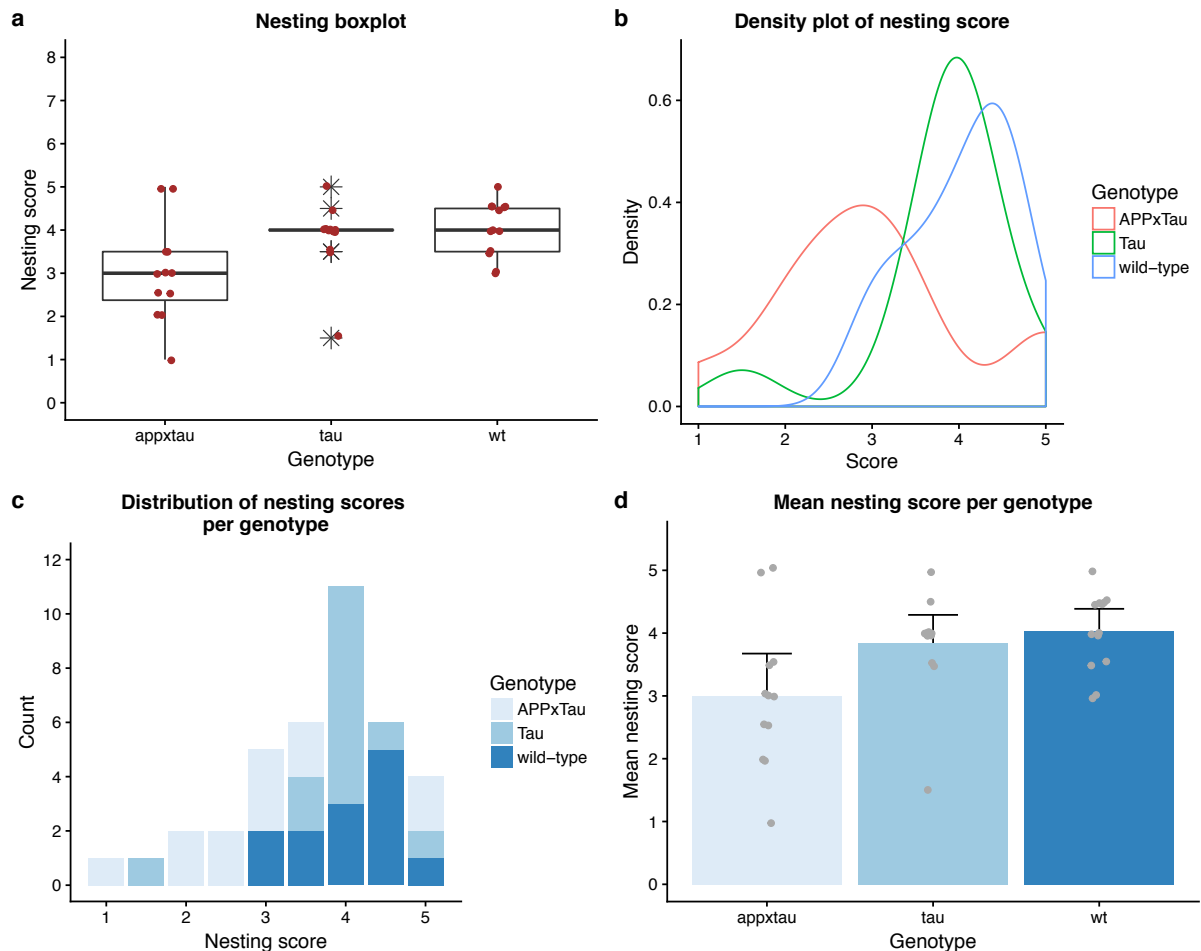 a
Nesting boxplot
Nesting score
8
7
6
5
4
3
2
1
0
appxtau tau wt
Genotype
b
Density plot of nesting score
Density
0.6
0.4
0.2
0.0
1 2 3 4 5
Score
Genotype
APPxTau
Tau
wild−type
c
Distribution of nesting scores
per genotype
Count
12
10
8
6
4
2
0
1 2 3 4 5
Nesting score
Genotype
APPxTau
Tau
wild−type
d
Mean nesting score per genotype
Mean nesting score
5
4
3
2
1
0
appxtau tau wt
Genotype